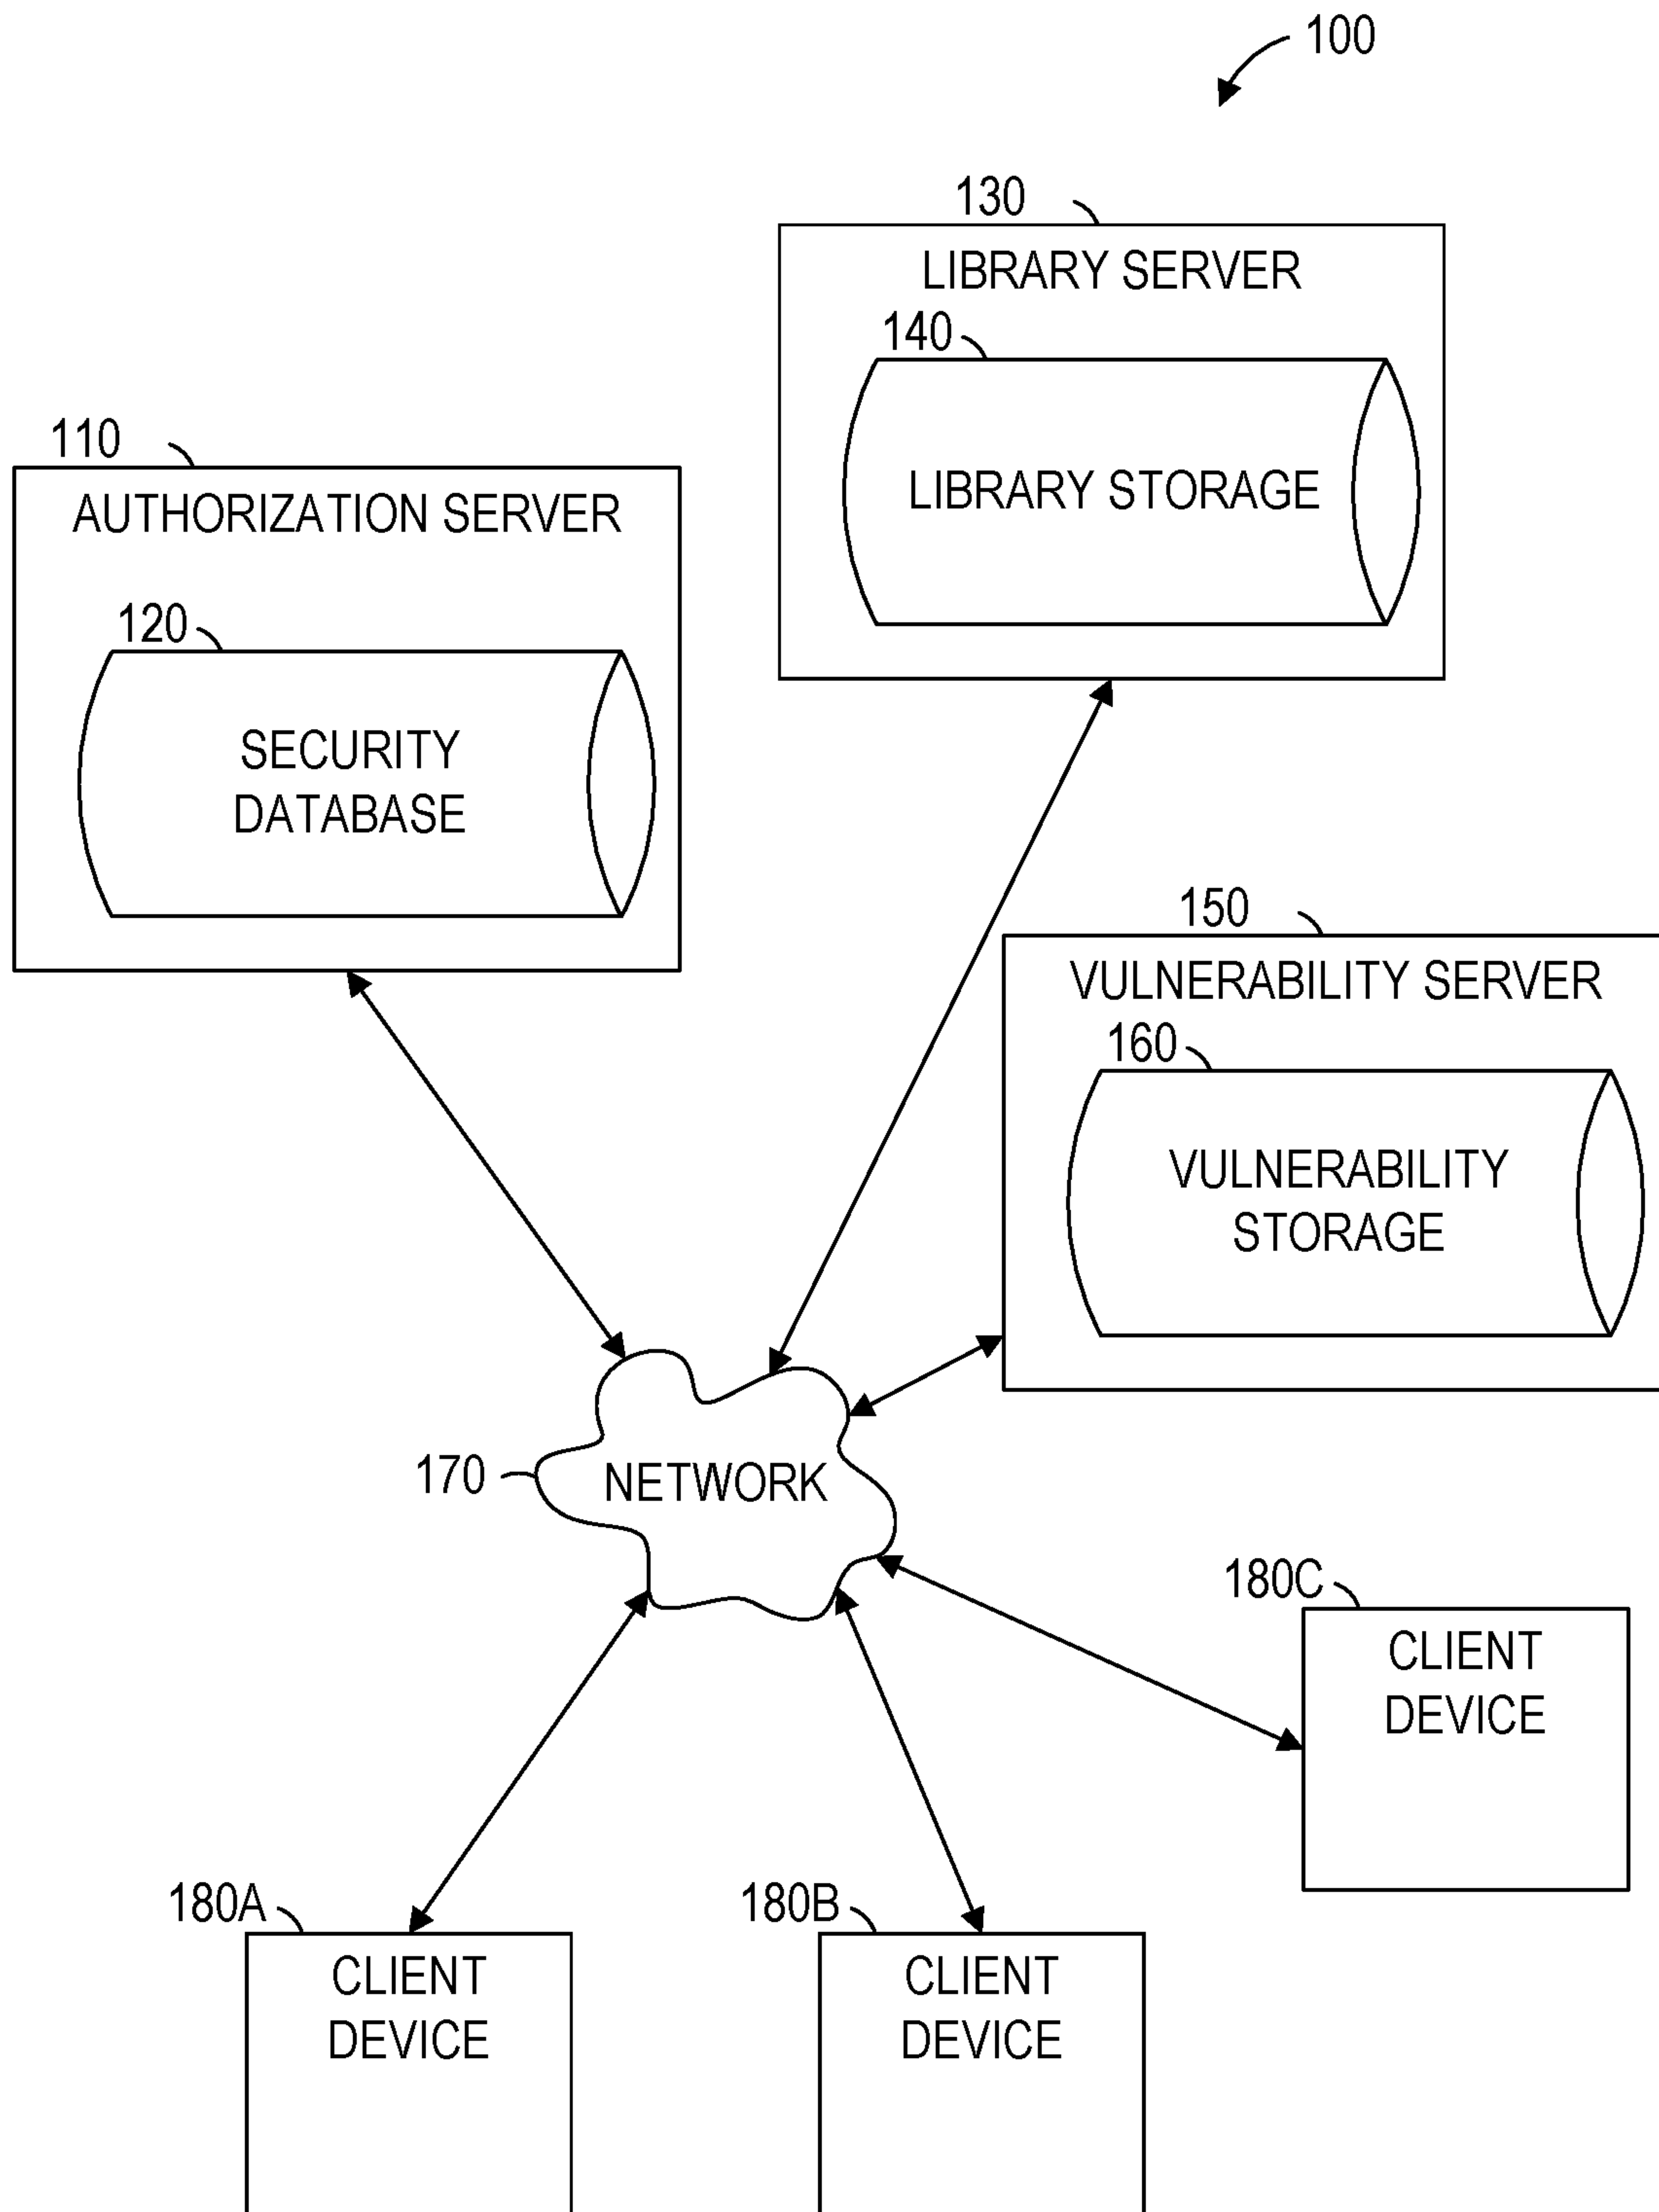 100
130
LIBRARY SERVER
140
LIBRARY STORAGE
110
AUTHORIZATION SERVER
120
SECURITY
DATABASE
150
VULNERABILITY SERVER
160
VULNERABILITY
STORAGE
170
NETWORK
180C
CLIENT
DEVICE
180A
CLIENT
DEVICE
180B
CLIENT
DEVICE